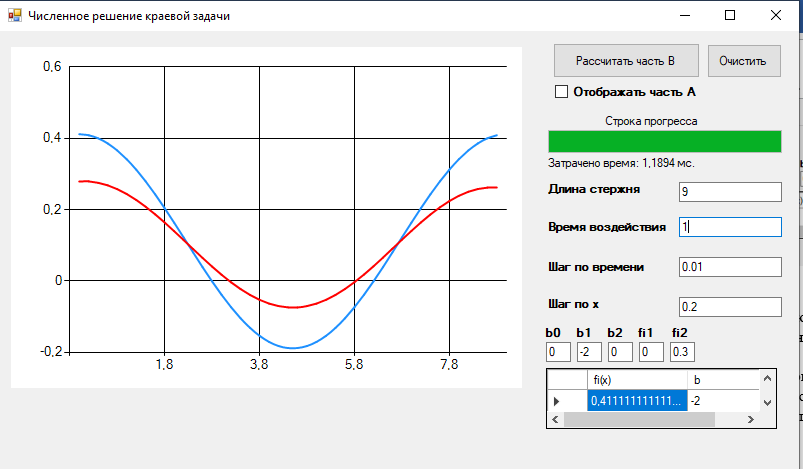 Численное решение краевой задачи
0,6
0,4
0,2
0
-0,2
1,8 3,8 5,8 7,8
Рассчитать часть B Очистить
Отображать часть A
Строка прогресса
Затрачено время: 1,1894 мс.
Длина стержня 9
Время воздействия 1
Шаг по времени 0.01
Шаг по x 0.2
b0 b1 b2 fi1 fi2
0 -2 0 0 0.3
fi(x) b
0,411111111111... -2